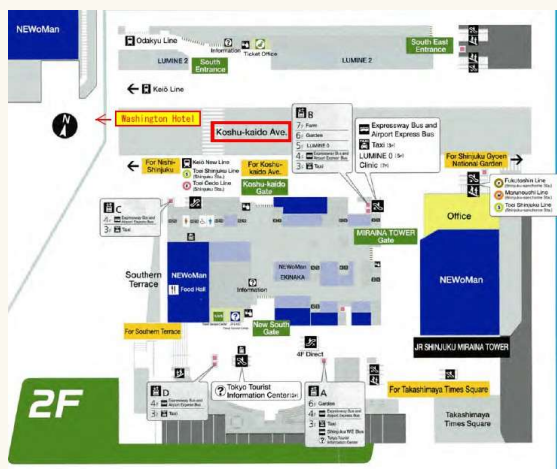 NEWoMan
Odakyu Line
Information
Ticket Office
LUMINE 2
South
Entrance
South East
Entrance
LUMINE 2
← Keiō Line
N
← Washington Hotel
Koshu-kaido Ave.
B
7F Farm
6F Garden
5F LUMINE 0
4F Expressway Bus and
Airport Express Bus
3F Taxi
Expressway Bus and
Airport Express Bus
Taxi
LUMINE 0
Clinic
For Nishi-
Shinjuku
Keiō New Line
Toei Shinjuku Line
Toei Oedo Line
For Koshu-
kaido Ave.
Koshu-kaido
Gate
For Shinjuku Gyoen
National Garden
Fukutoshin Line
Marunouchi Line
Toei Shinjuku Line
C
4F Expressway Bus and
Airport Express Bus
3F Taxi
MIRAINA TOWER
Gate
Office
Southern
Terrace
NEWoMan
Food Hall
NEWoMan
EKINAKA
Information
NEWoMan
New South
Gate
JR SHINJUKU MIRAINA TOWER
For Southern Terrace
4F Direct
2F
D
4F Expressway Bus and
Airport Express Bus
3F Taxi
Tokyo Tourist
Information Center
A
6F Garden
4F Expressway Bus and
Airport Express Bus
3F Taxi
For Takashimaya Times Square
Takashimaya
Times Square